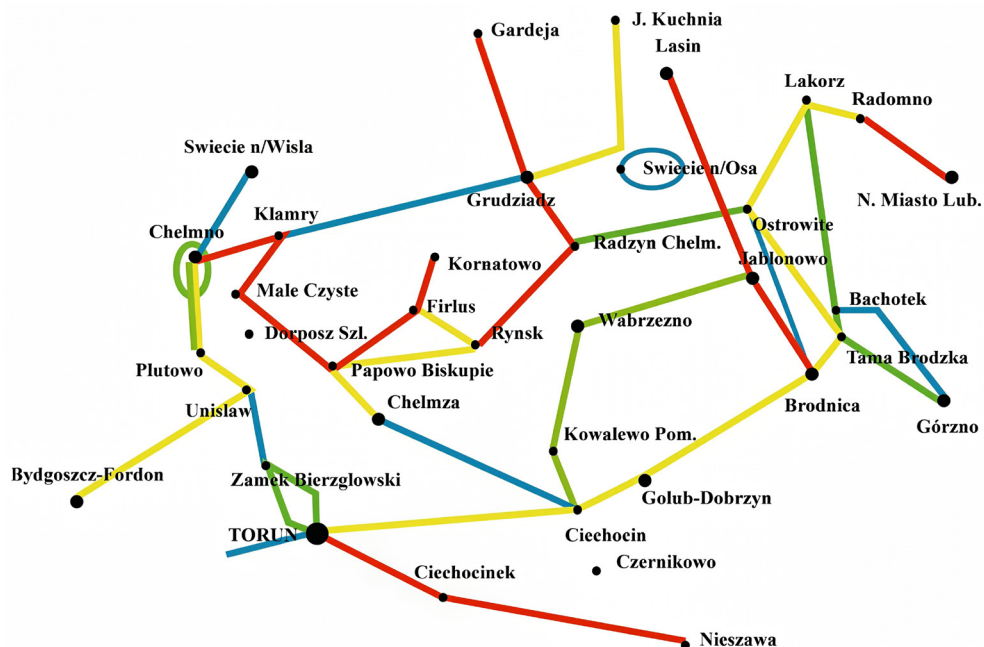 J. Kuchnia
Gardeja
Lasin
Lakorz
Radomno
Swiecie n/Wisla
Swiecie n/Osa
N. Miasto Lub.
Grudziadz
Klamry
Ostrowite
Chelmno
Radzyn Chelm.
Jablonowo
Kornatowo
Male Czyste
Bachotek
Firlus
Wabrzezno
Dorposz Szl.
Rynsk
Tama Brodzka
Plutowo
Papowo Biskupie
Unislaw
Chelmza
Brodnica
Górzno
Kowalewo Pom.
Bydgoszcz-Fordon
Zamek Bierzglowski
Golub-Dobrzyn
TORUN
Ciechocin
Czernikowo
Ciechocinek
Nieszawa